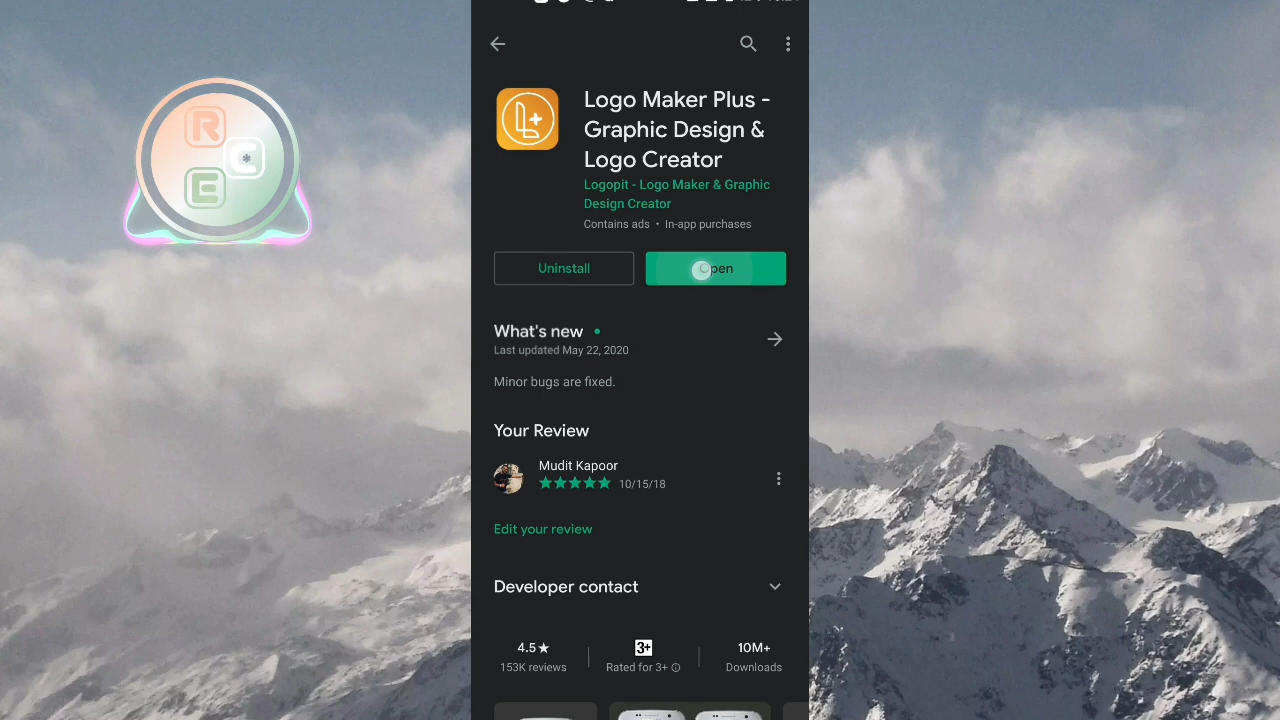 R
C
E
Logo Maker Plus -
Graphic Design &
Logo Creator
Logopit - Logo Maker & Graphic
Design Creator
Contains ads • In-app purchases
Uninstall
Open
What's new
Last updated May 22, 2020
Minor bugs are fixed.
Your Review
Mudit Kapoor
10/15/18
Edit your review
Developer contact
4.5★
3+
10M+
153K reviews
Rated for 3+
Downloads